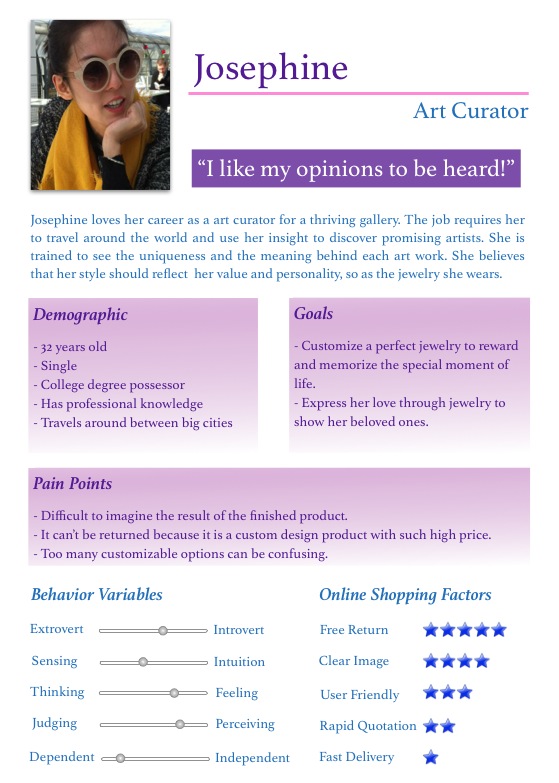 Josephine
Art Curator
“I like my opinions to be heard!”
Josephine loves her career as a art curator for a thriving gallery. The job requires her
to travel around the world and use her insight to discover promising artists. She is
trained to see the uniqueness and the meaning behind each art work. She believes
that her style should reflect her value and personality, so as the jewelry she wears.
Demographic
- 32 years old
- Single
- College degree possessor
- Has professional knowledge
- Travels around between big cities
Goals
- Customize a perfect jewelry to reward
and memorize the special moment of
life.
- Express her love through jewelry to
show her beloved ones.
Pain Points
- Difficult to imagine the result of the finished product.
- It can’t be returned because it is a custom design product with such high price.
- Too many customizable options can be confusing.
Behavior Variables
Extrovert Introvert
Sensing Intuition
Thinking Feeling
Judging Perceiving
Dependent Independent
Online Shopping Factors
Free Return
Clear Image
User Friendly
Rapid Quotation
Fast Delivery